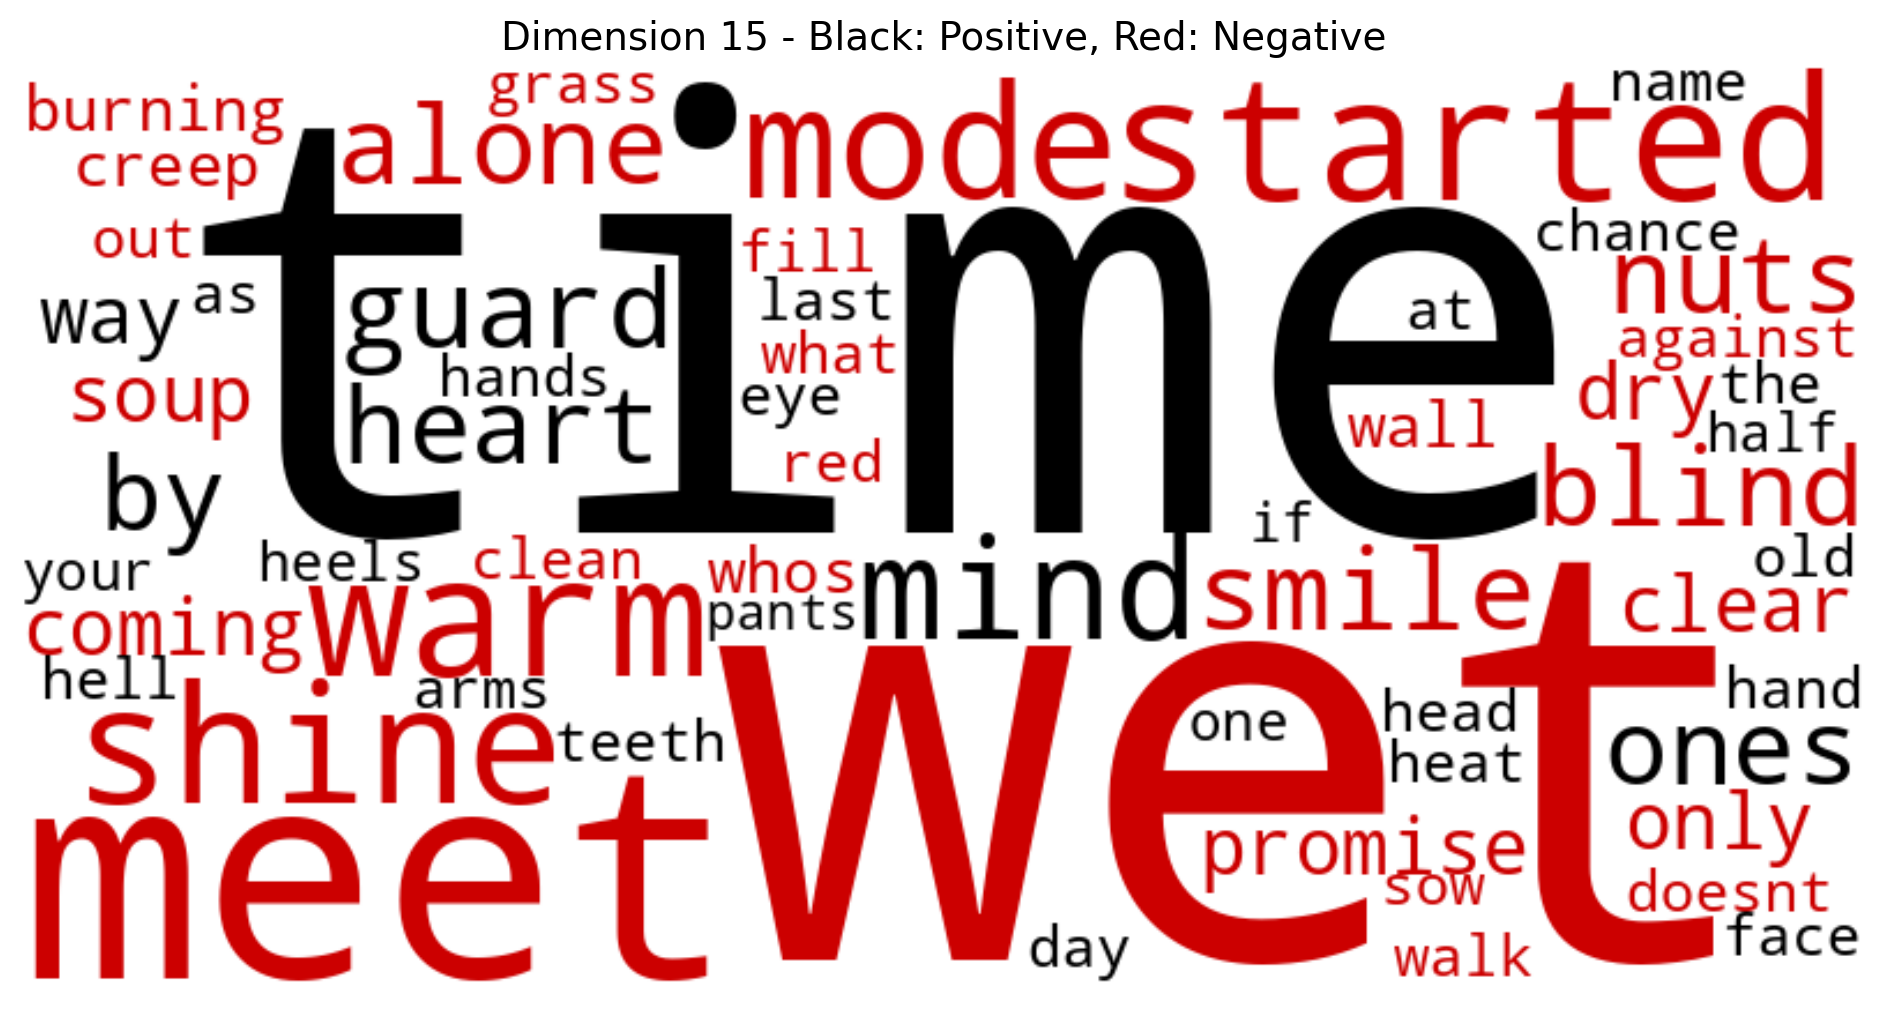 Dimension 15 - Black: Positive, Red: Negative
burning
grass
name
alone
mode
started
creep
time
out
fill
chance
nuts
way
as
guard
last
at
against
what
hands
eye
dry
the
soup
heart
wall
half
red
by
blind
if
your
heels
clean
whos
mind
smile
old
coming
warm
pants
clear
hell
arms
wet
hand
shine
teeth
one
head
ones
heat
meet
promise
only
sow
doesnt
day
walk
face